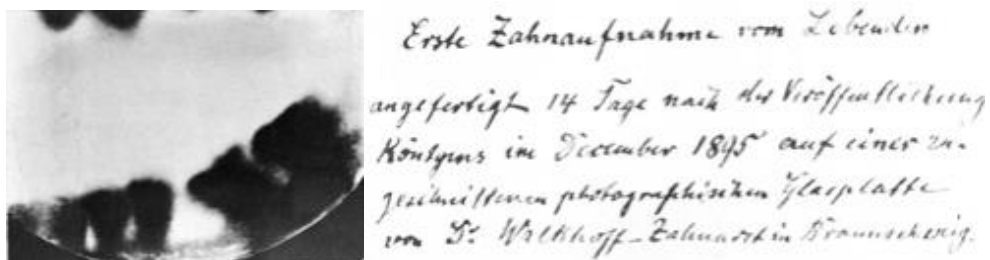 Erste Zahnaufnahme vom Lebenden
angefertigt 14 Tage nach der Veröffentlichung
Röntgens im December 1895 auf einer zu-
geschnittenen photographischen Glasplatte
von Dr. Walkhoff-Zahnarzt in Braunschweig.